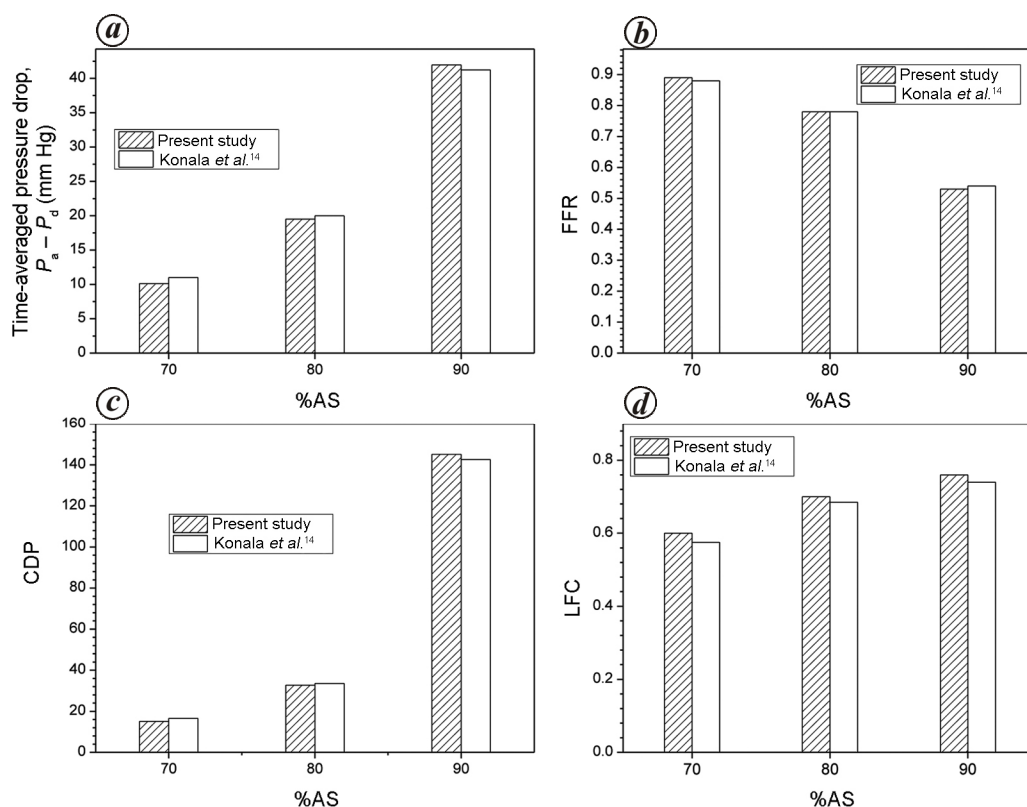 a
Time-averaged pressure drop,
Pa – Pd (mm Hg)
40
35
30
25
20
15
10
5
0
Present study
Konala et al.14
70 80 90
%AS
b
FFR
0.9
0.8
0.7
0.6
0.5
0.4
0.3
0.2
0.1
0.0
Present study
Konala et al.14
70 80 90
%AS
c
CDP
160
140
120
100
80
60
40
20
0
Present study
Konala et al.14
70 80 90
%AS
d
LFC
0.8
0.6
0.4
0.2
0.0
Present study
Konala et al.14
70 80 90
%AS